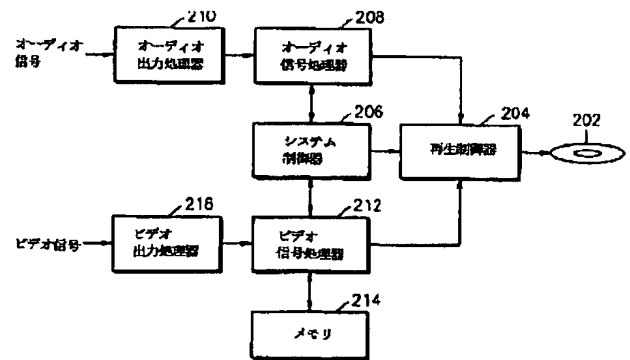 210
208
オーディオ
信号
オーディオ
出力処理器
オーディオ
信号処理器
206
システム
制御器
204
再生制御器
202
216
212
ビデオ信号
ビデオ
出力処理器
ビデオ
信号処理器
214
メモリ